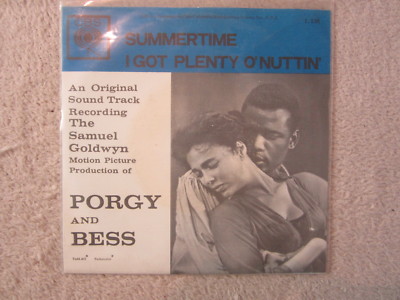 SUMMERTIME
I GOT PLENTY O'NUTTIN'
An Original
Sound Track
Recording
The
Samuel
Goldwyn
Motion Picture
Production of
PORGY
AND
BESS